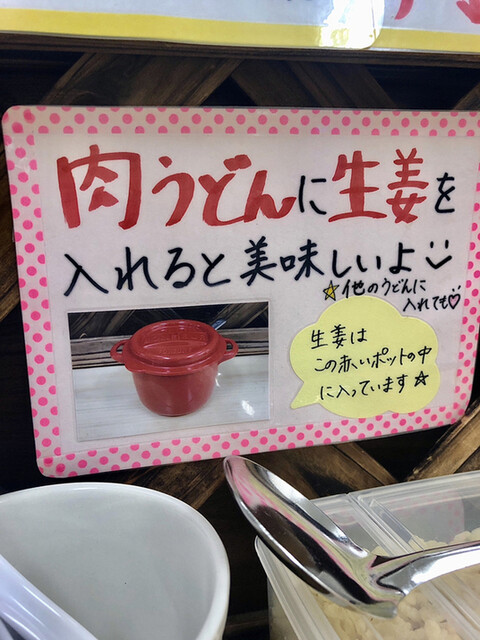 肉うどんに生姜を
入れると美味しいよ
☆他のうどんに
入れても♡
生姜は
この赤いポットの中
に入っています☆